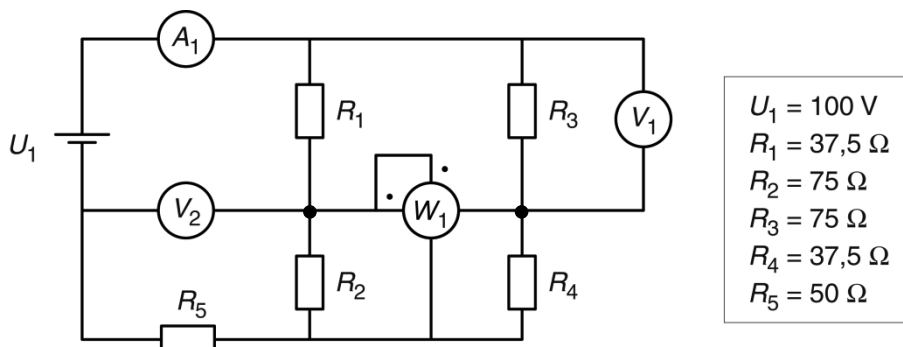 A₁
U₁
R₁
R₃
V₁
V₂
W₁
R₂
R₄
R₅
U₁ = 100 V
R₁ = 37,5 Ω
R₂ = 75 Ω
R₃ = 75 Ω
R₄ = 37,5 Ω
R₅ = 50 Ω